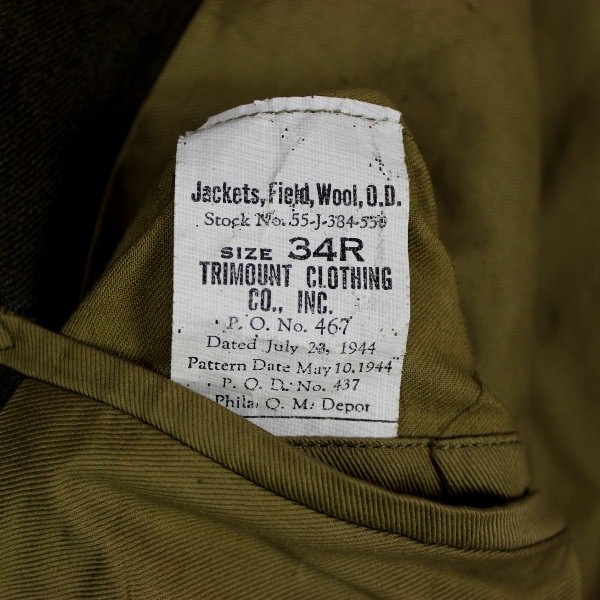 Jackets, Field, Wool, O.D.
Stock No. 55-J-384-550
SIZE 34R
TRIMOUNT CLOTHING
CO., INC.
P. O. No. 467
Dated July 28, 1944
Pattern Date May 10, 1944
P. O. D. No. 437
Phila. Q. M. Depot